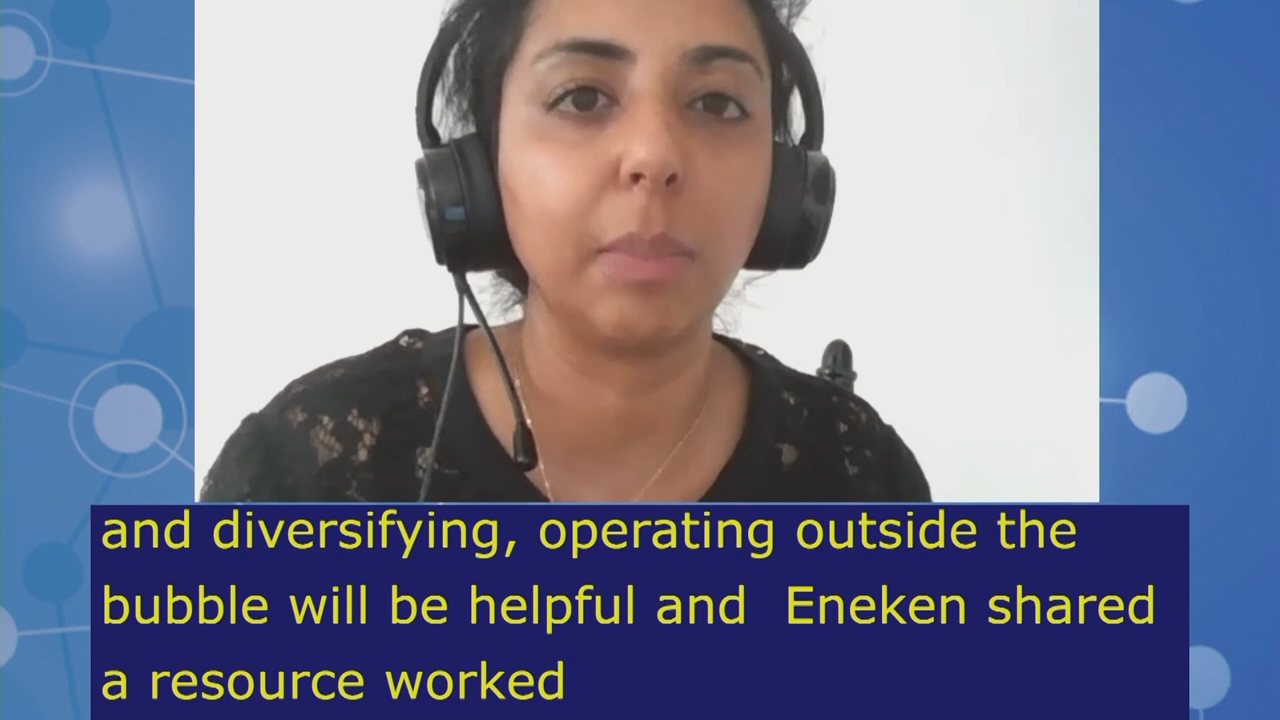 and diversifying, operating outside the
bubble will be helpful and  Eneken shared
a resource worked